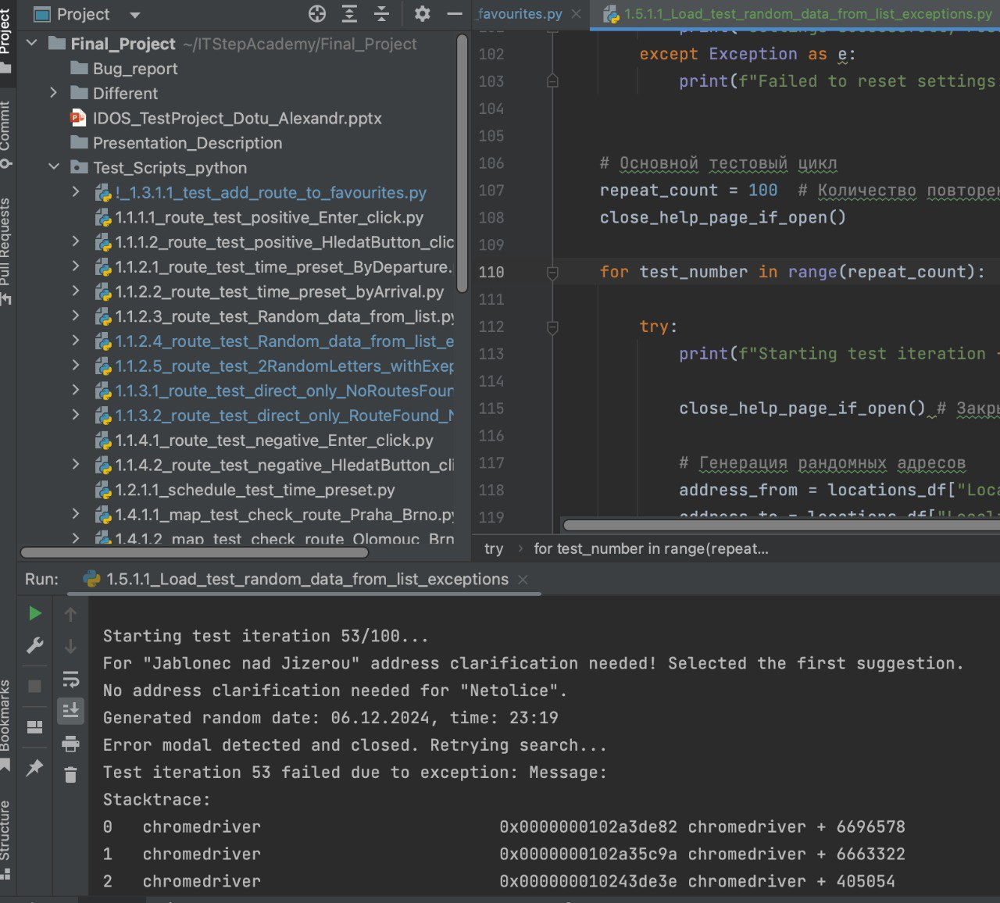 Project
favourites.py
1.5.1.1_Load_test_random_data_from_list_exceptions.py
Project
Commit
Pull Requests
Bookmarks
Structure
Final_Project ~/ITStepAcademy/Final_Project
Bug_report
Different
IDOS_TestProject_Dotu_Alexandr.pptx
Presentation_Description
Test_Scripts_python
!_1.3.1.1_test_add_route_to_favourites.py
1.1.1.1_route_test_positive_Enter_click.py
1.1.1.2_route_test_positive_HledatButton_clic
1.1.2.1_route_test_time_preset_ByDeparture.
1.1.2.2_route_test_time_preset_byArrival.py
1.1.2.3_route_test_Random_data_from_list.py
1.1.2.4_route_test_Random_data_from_list_e
1.1.2.5_route_test_2RandomLetters_withExep
1.1.3.1_route_test_direct_only_NoRoutesFoun
1.1.3.2_route_test_direct_only_RouteFound_N
1.1.4.1_route_test_negative_Enter_click.py
1.1.4.2_route_test_negative_HledatButton_cli
1.2.1.1_schedule_test_time_preset.py
1.4.1.1_map_test_check_route_Praha_Brno.py
1.4.1.2_map_test_check_route_Olomouc_Brn
102 except Exception as e:
103 print(f"Failed to reset settings
104
105
106 # Основной тестовый цикл
107 repeat_count = 100 # Количество повторен
108 close_help_page_if_open()
109
110 for test_number in range(repeat_count):
111
112 try:
113 print(f"Starting test iteration
114
115 close_help_page_if_open() # Закры
116
117 # Генерация рандомных адресов
118 address_from = locations_df["Loca
119 address_to = locations_df["Locali
try > for test_number in range(repeat...
Run: 1.5.1.1_Load_test_random_data_from_list_exceptions
Starting test iteration 53/100...
For "Jablonec nad Jizerou" address clarification needed! Selected the first suggestion.
No address clarification needed for "Netolice".
Generated random date: 06.12.2024, time: 23:19
Error modal detected and closed. Retrying search...
Test iteration 53 failed due to exception: Message:
Stacktrace:
0 chromedriver 0x0000000102a3de82 chromedriver + 6696578
1 chromedriver 0x0000000102a35c9a chromedriver + 6663322
2 chromedriver 0x000000010243de3e chromedriver + 405054